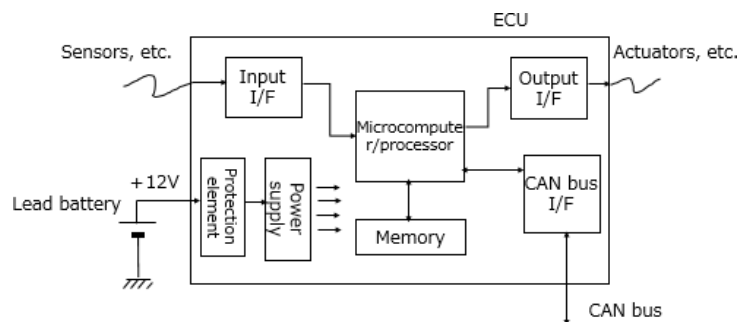 ECU
Sensors, etc.
Actuators, etc.
Input
I/F
Output
I/F
Microcompute
r/processor
+12V
Lead battery
Protection
element
Power
supply
CAN bus
I/F
Memory
CAN bus